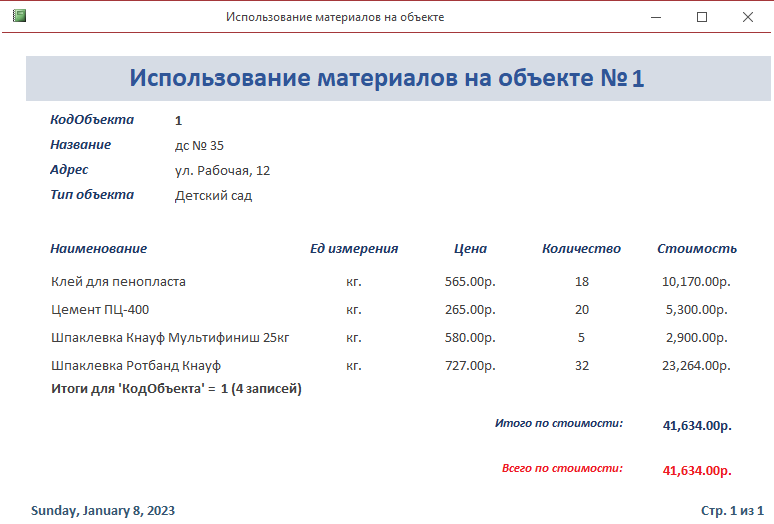 Использование материалов на объекте
Использование материалов на объекте № 1
КодОбъекта 1
Название дс № 35
Адрес ул. Рабочая, 12
Тип объекта Детский сад
Наименование Ед измерения Цена Количество Стоимость
Клей для пенопласта кг. 565.00р. 18 10,170.00р.
Цемент ПЦ-400 кг. 265.00р. 20 5,300.00р.
Шпаклевка Кнауф Мультифиниш 25кг кг. 580.00р. 5 2,900.00р.
Шпаклевка Ротбанд Кнауф кг. 727.00р. 32 23,264.00р.
Итоги для 'КодОбъекта' = 1 (4 записей)
Итого по стоимости: 41,634.00р.
Всего по стоимости: 41,634.00р.
Sunday, January 8, 2023 Стр. 1 из 1